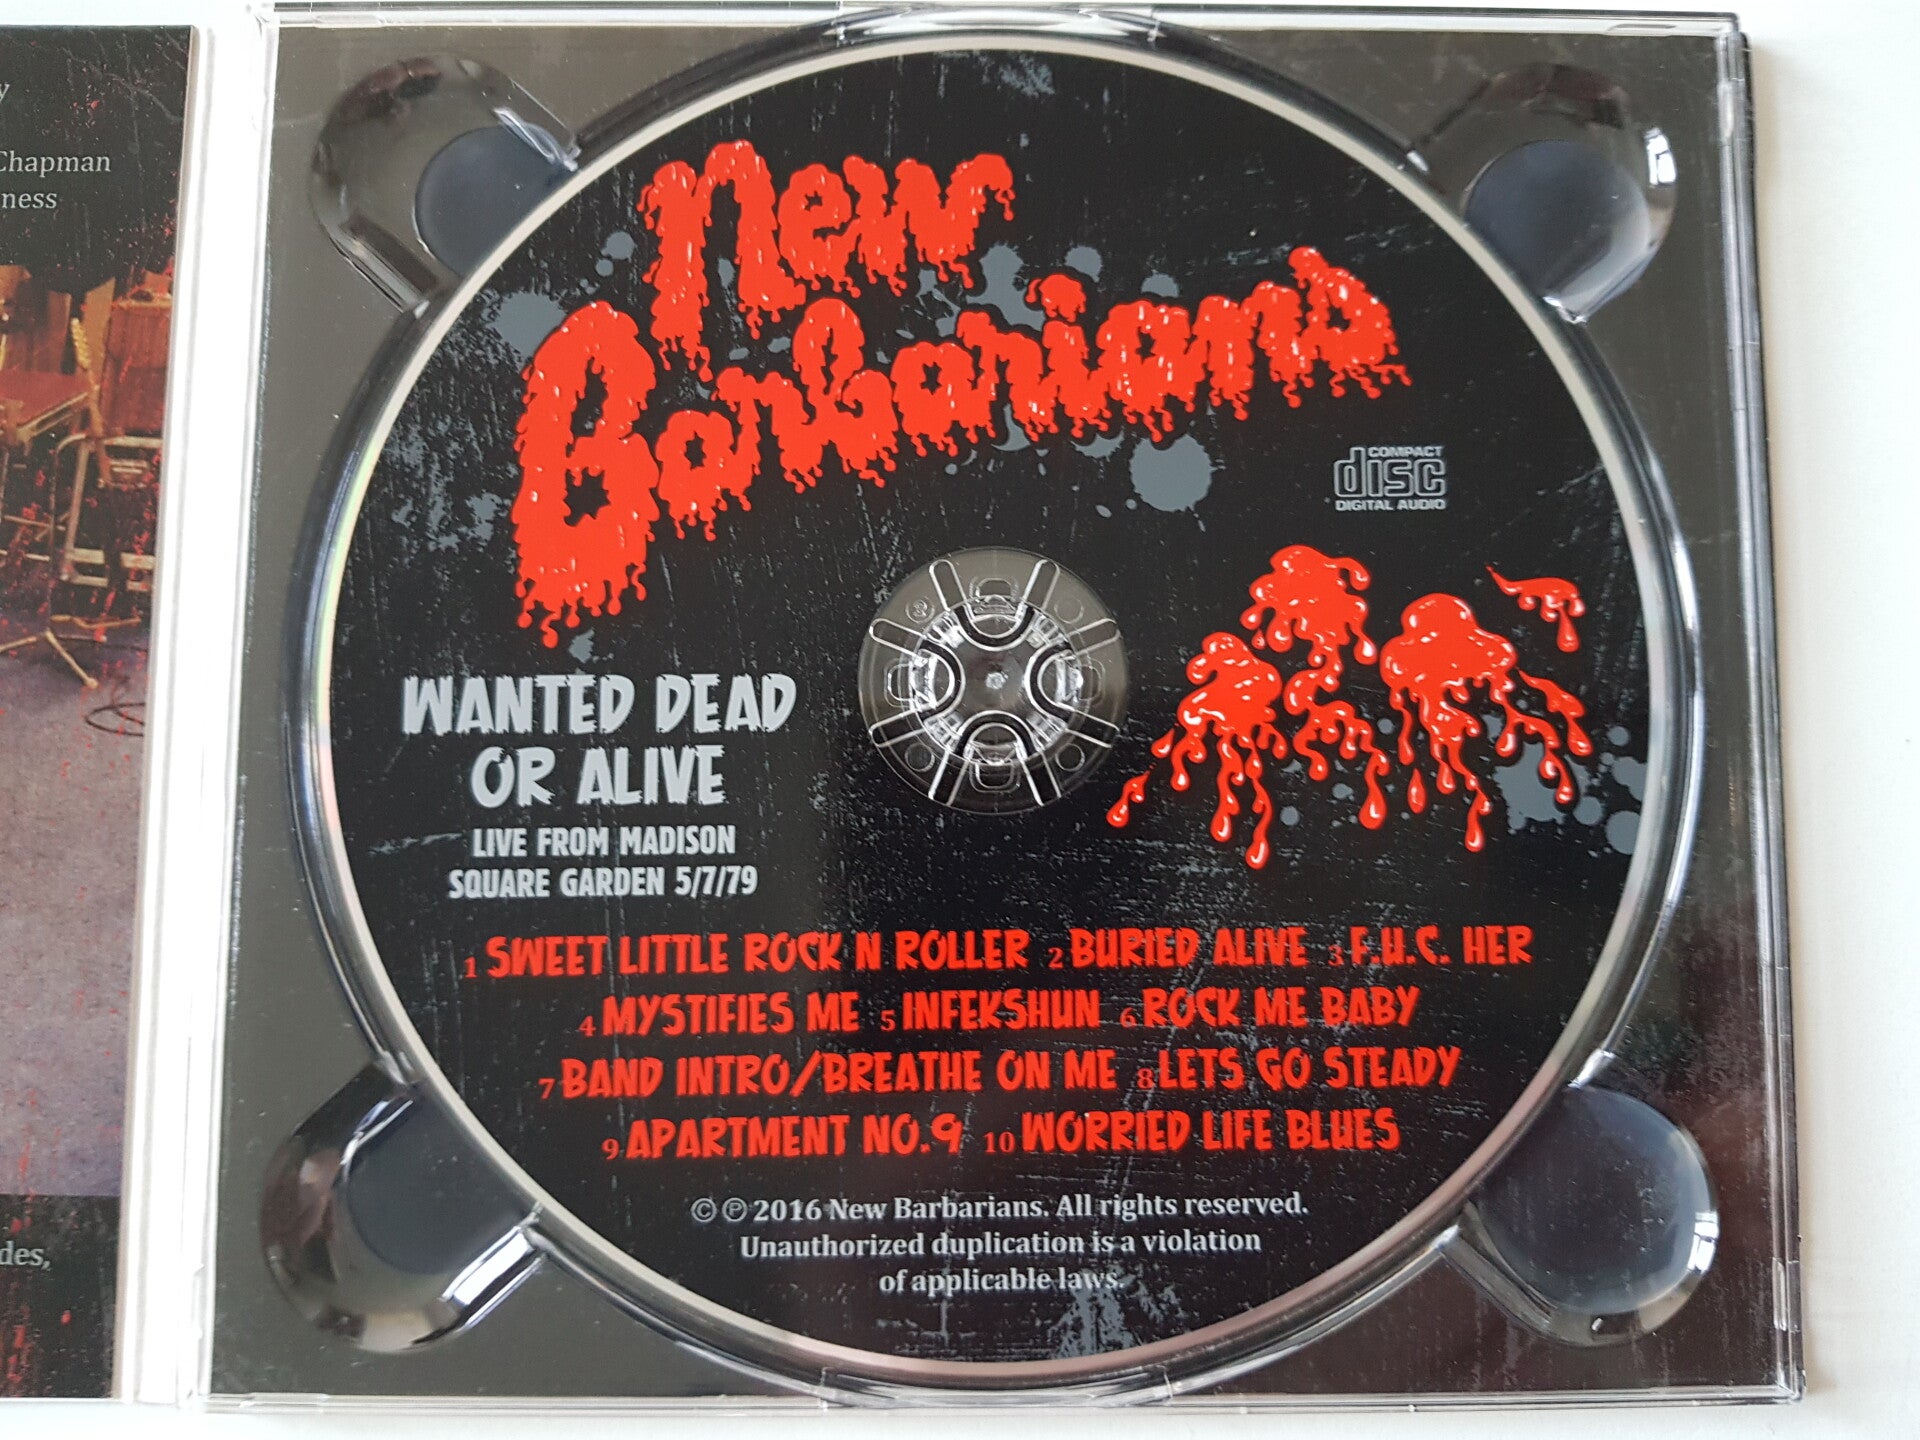 y
Chapman
ness
New
Barbarians
COMPACT
disc
DIGITAL AUDIO
WANTED DEAD
OR ALIVE
LIVE FROM MADISON
SQUARE GARDEN 5/7/79
1 SWEET LITTLE ROCK N ROLLER 2 BURIED ALIVE 3 F.U.C. HER
4 MYSTIFIES ME 5 INFEKSHUN 6 ROCK ME BABY
7 BAND INTRO/BREATHE ON ME 8 LETS GO STEADY
9 APARTMENT NO.9 10 WORRIED LIFE BLUES
© ℗ 2016 New Barbarians. All rights reserved.
Unauthorized duplication is a violation
of applicable laws.
des,